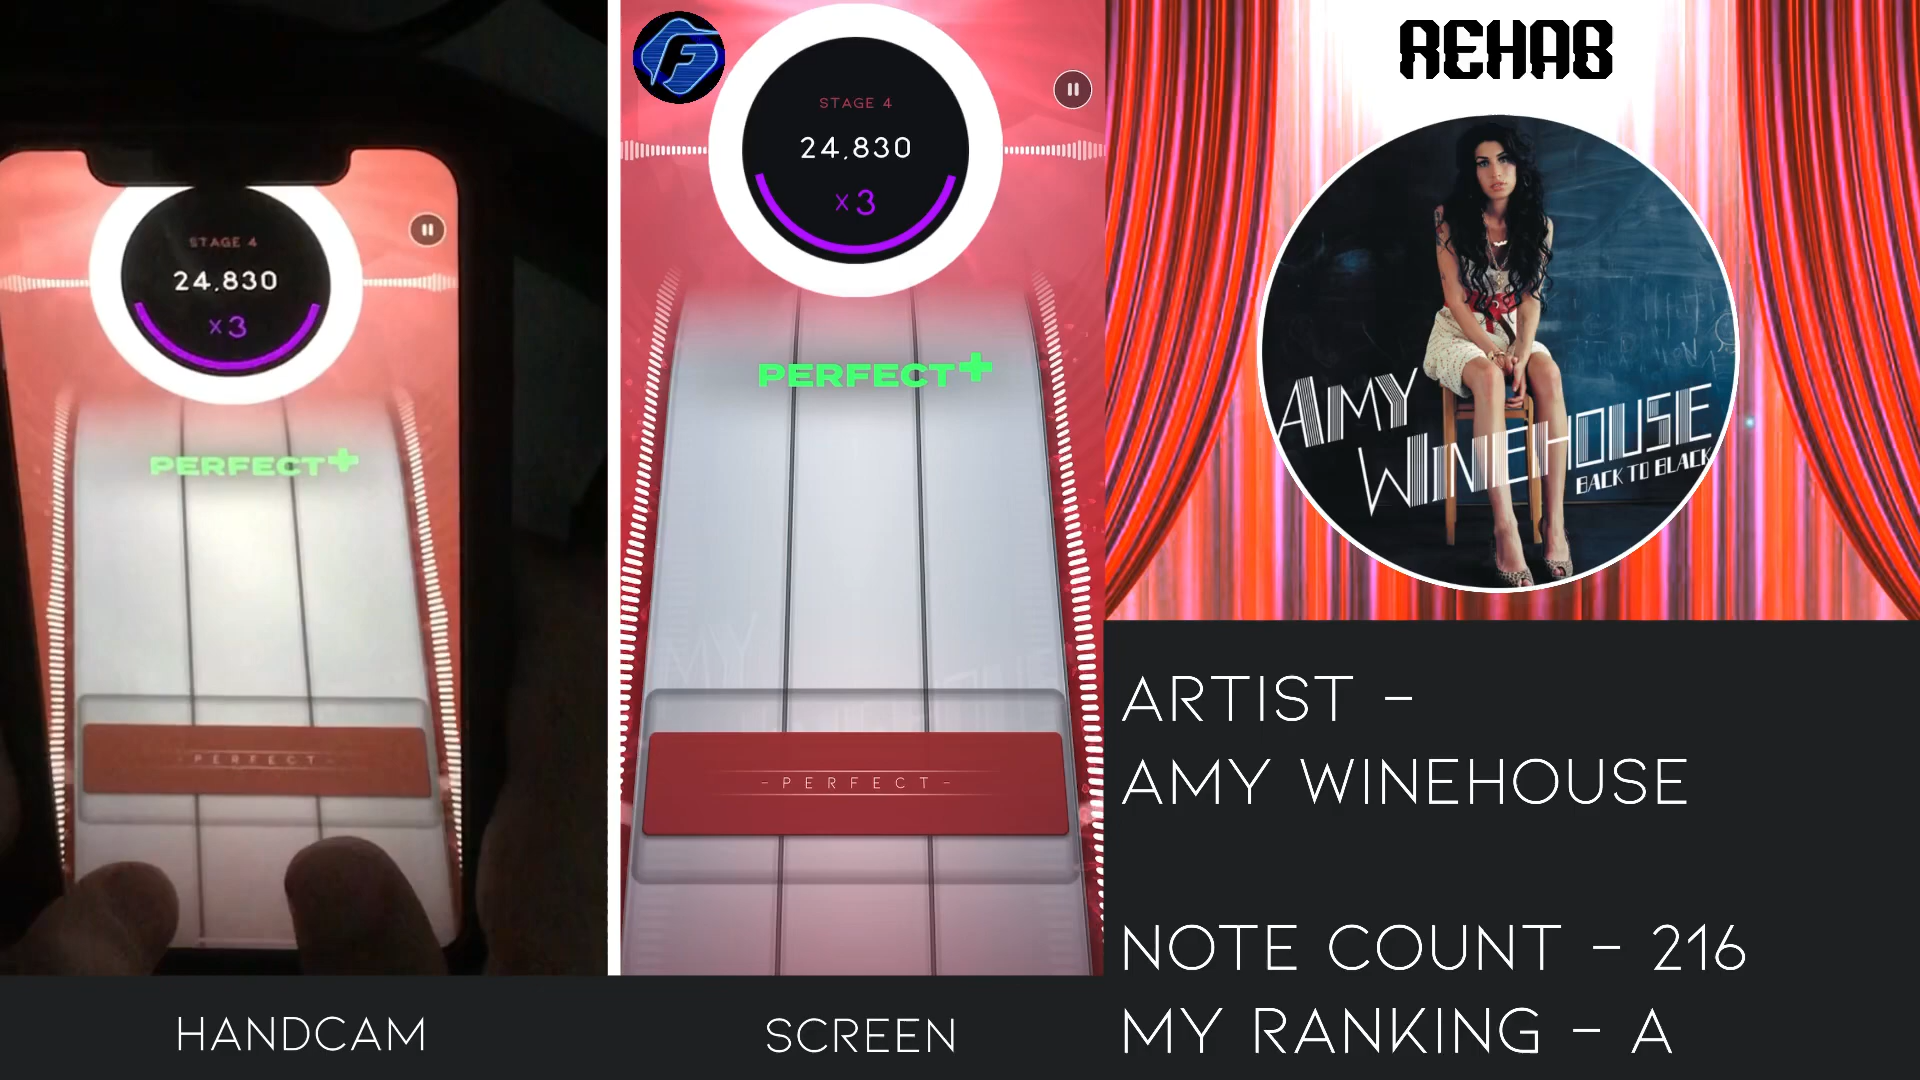 STAGE 4
24,830
x3
PERFECT+
- PERFECT -
HANDCAM
F
STAGE 4
24,830
x3
PERFECT+
- PERFECT -
SCREEN
REHAB
AMY
WINEHOUSE
BACK TO BLACK
ARTIST -
AMY WINEHOUSE
NOTE COUNT - 216
MY RANKING - A